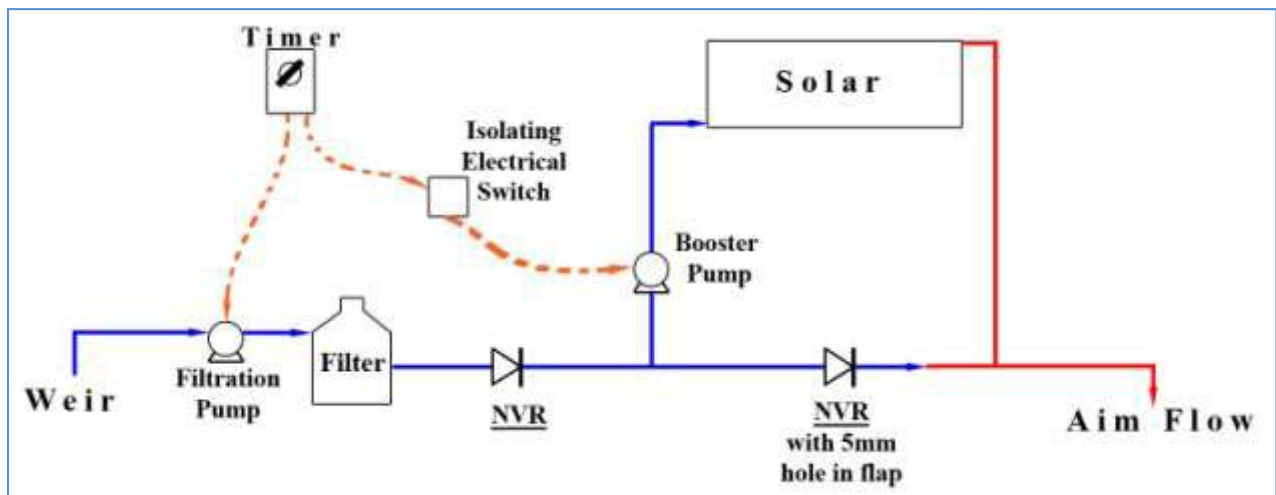 Timer
Solar
Isolating
Electrical
Switch
Booster
Pump
Filter
Filtration
Pump
Weir
NVR
NVR
with 5mm
hole in flap
Aim Flow